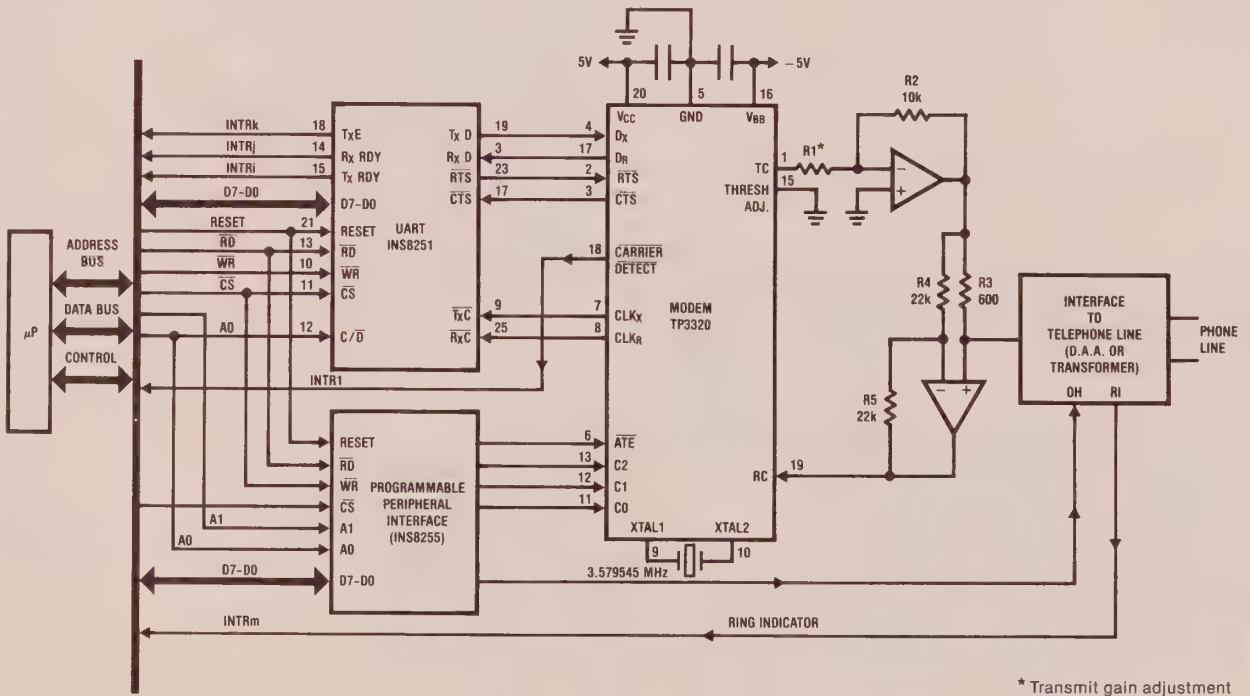 5V
- 5V
20
5
16
VCC
GND
VBB
R2
10k
INTRk
18
TxE
TxD
19
4
DX
INTRj
14
Rx RDY
RxD
3
17
DR
INTRi
15
Tx RDY
RTS
23
2
RTS
D7-D0
D7-D0
CTS
17
3
CTS
TC
1
R1*
THRESH
ADJ.
15
-
+
RESET
21
RESET
UART
INS8251
RD
13
RD
WR
10
WR
CS
11
CS
A0
12
C/D
TxC
9
7
CLKX
RxC
25
8
CLKR
18
CARRIER
DETECT
MODEM
TP3320
µP
ADDRESS
BUS
DATA BUS
CONTROL
INTR1
R4
22k
R3
600
INTERFACE
TO
TELEPHONE LINE
(D.A.A. OR
TRANSFORMER)
OH
RI
PHONE
LINE
R5
22k
-
+
RESET
RD
WR
CS
A1
A1
A0
A0
D7-D0
D7-D0
PROGRAMMABLE
PERIPHERAL
INTERFACE
(INS8255)
6
ATE
13
C2
12
C1
11
C0
RC
19
XTAL1
XTAL2
9
10
3.579545 MHz
INTRm
RING INDICATOR
* Transmit gain adjustment